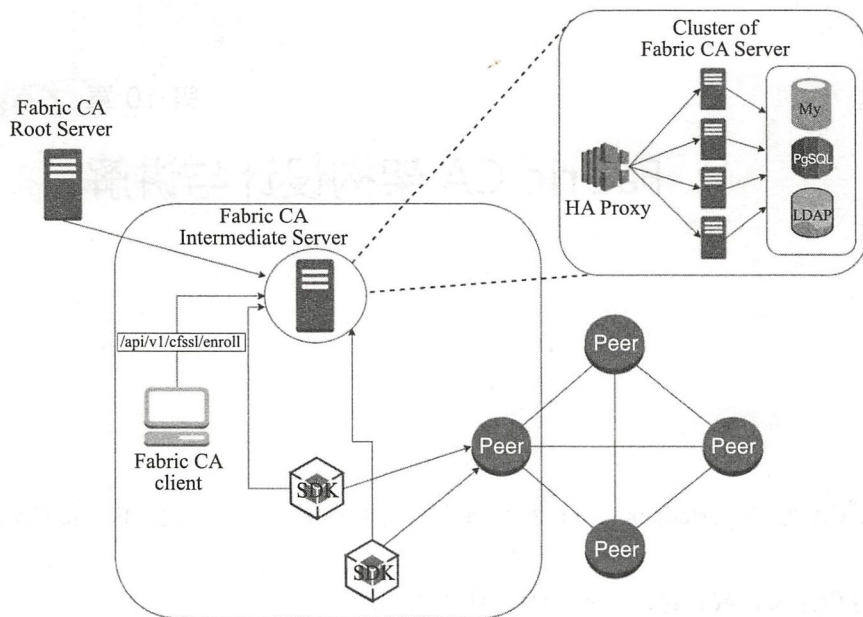 Cluster of
Fabric CA Server
My
PgSQL
LDAP
HA Proxy
Fabric CA
Root Server
Fabric CA
Intermediate Server
/api/v1/cfssl/enroll
Fabric CA
client
SDK
SDK
Peer
Peer
Peer
Peer